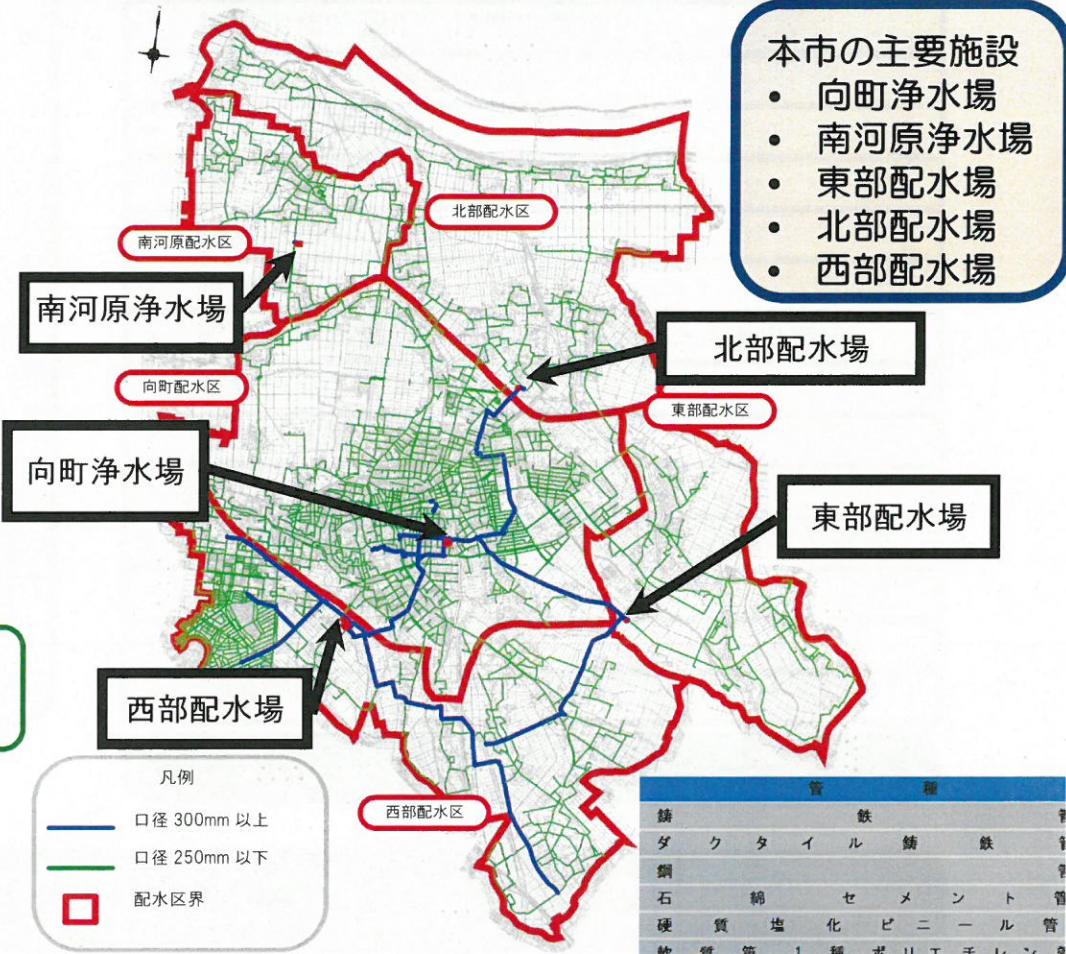 本市の主要施設
• 向町浄水場
• 南河原浄水場
• 東部配水場
• 北部配水場
• 西部配水場
北部配水区
南河原配水区
南河原浄水場
北部配水場
向町配水区
東部配水区
向町浄水場
東部配水場
西部配水場
西部配水区
凡例
口径 300mm 以上
口径 250mm 以下
配水区界
管種
鋳鉄管
ダクタイル鋳鉄管
鋼管
石綿セメント管
硬質塩化ビニール管